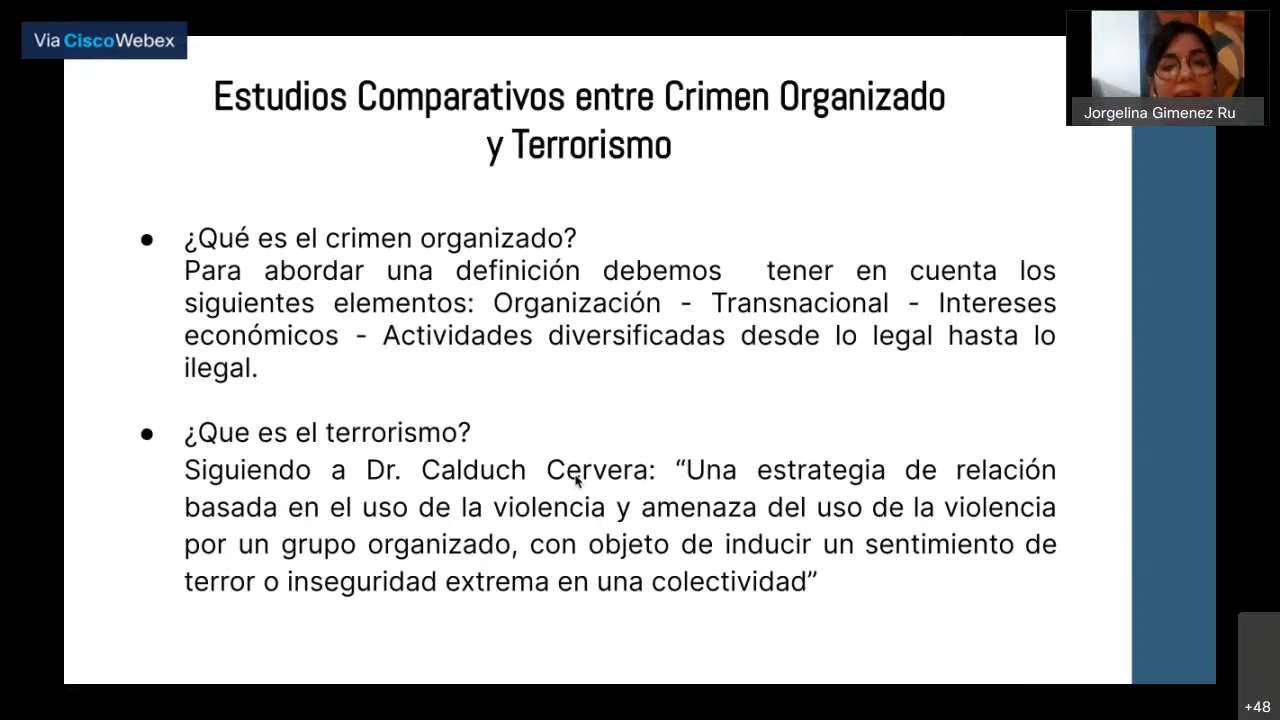 Via CiscoWebex
Jorgelina Gimenez Ru
Estudios Comparativos entre Crimen Organizado
y Terrorismo
● ¿Qué es el crimen organizado?
Para abordar una definición debemos tener en cuenta los
siguientes elementos: Organización - Transnacional - Intereses
económicos - Actividades diversificadas desde lo legal hasta lo
ilegal.
● ¿Que es el terrorismo?
Siguiendo a Dr. Calduch Cervera: “Una estrategia de relación
basada en el uso de la violencia y amenaza del uso de la violencia
por un grupo organizado, con objeto de inducir un sentimiento de
terror o inseguridad extrema en una colectividad”
+48